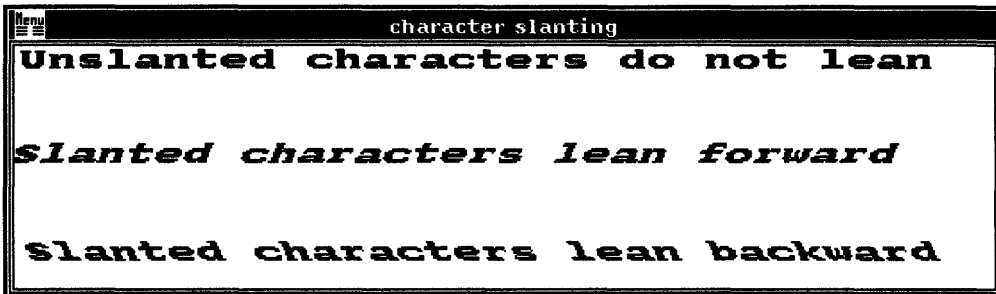 Menu
character slanting
Unslanted characters do not lean
Slanted characters lean forward
Slanted characters lean backward